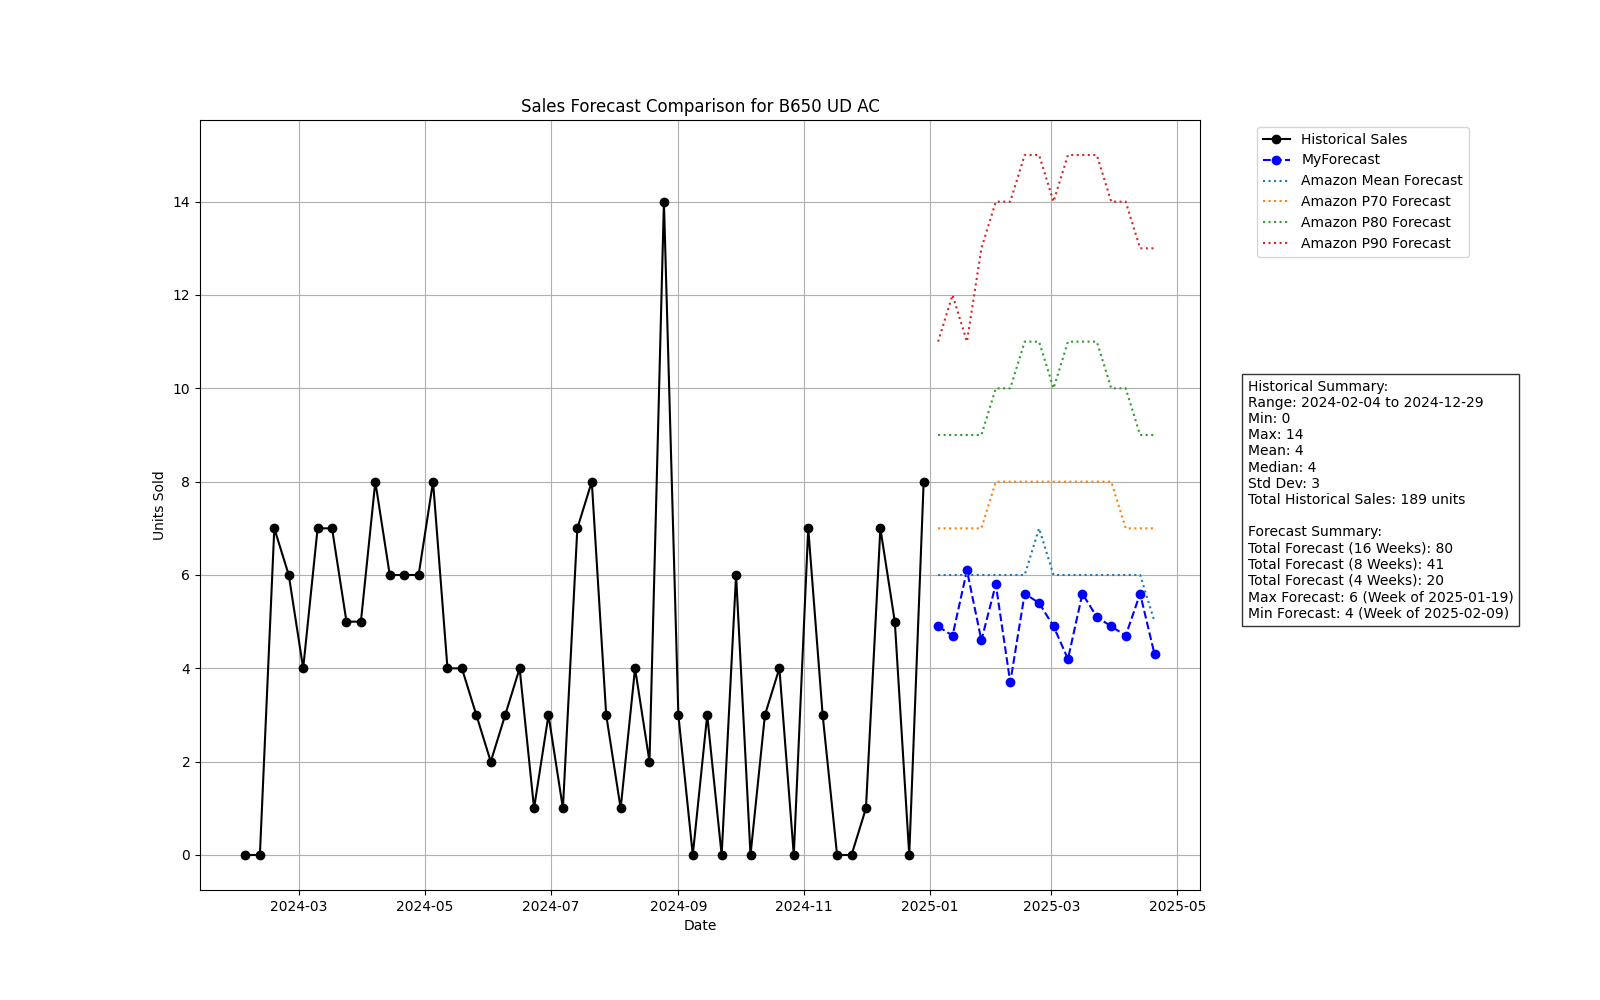 Sales Forecast Comparison for B650 UD AC
Historical Sales
MyForecast
Amazon Mean Forecast
Amazon P70 Forecast
Amazon P80 Forecast
Amazon P90 Forecast
14
12
10
8
6
4
2
0
Units Sold
2024-03
2024-05
2024-07
2024-09
2024-11
2025-01
2025-03
2025-05
Date
Historical Summary:
Range: 2024-02-04 to 2024-12-29
Min: 0
Max: 14
Mean: 4
Median: 4
Std Dev: 3
Total Historical Sales: 189 units
Forecast Summary:
Total Forecast (16 Weeks): 80
Total Forecast (8 Weeks): 41
Total Forecast (4 Weeks): 20
Max Forecast: 6 (Week of 2025-01-19)
Min Forecast: 4 (Week of 2025-02-09)